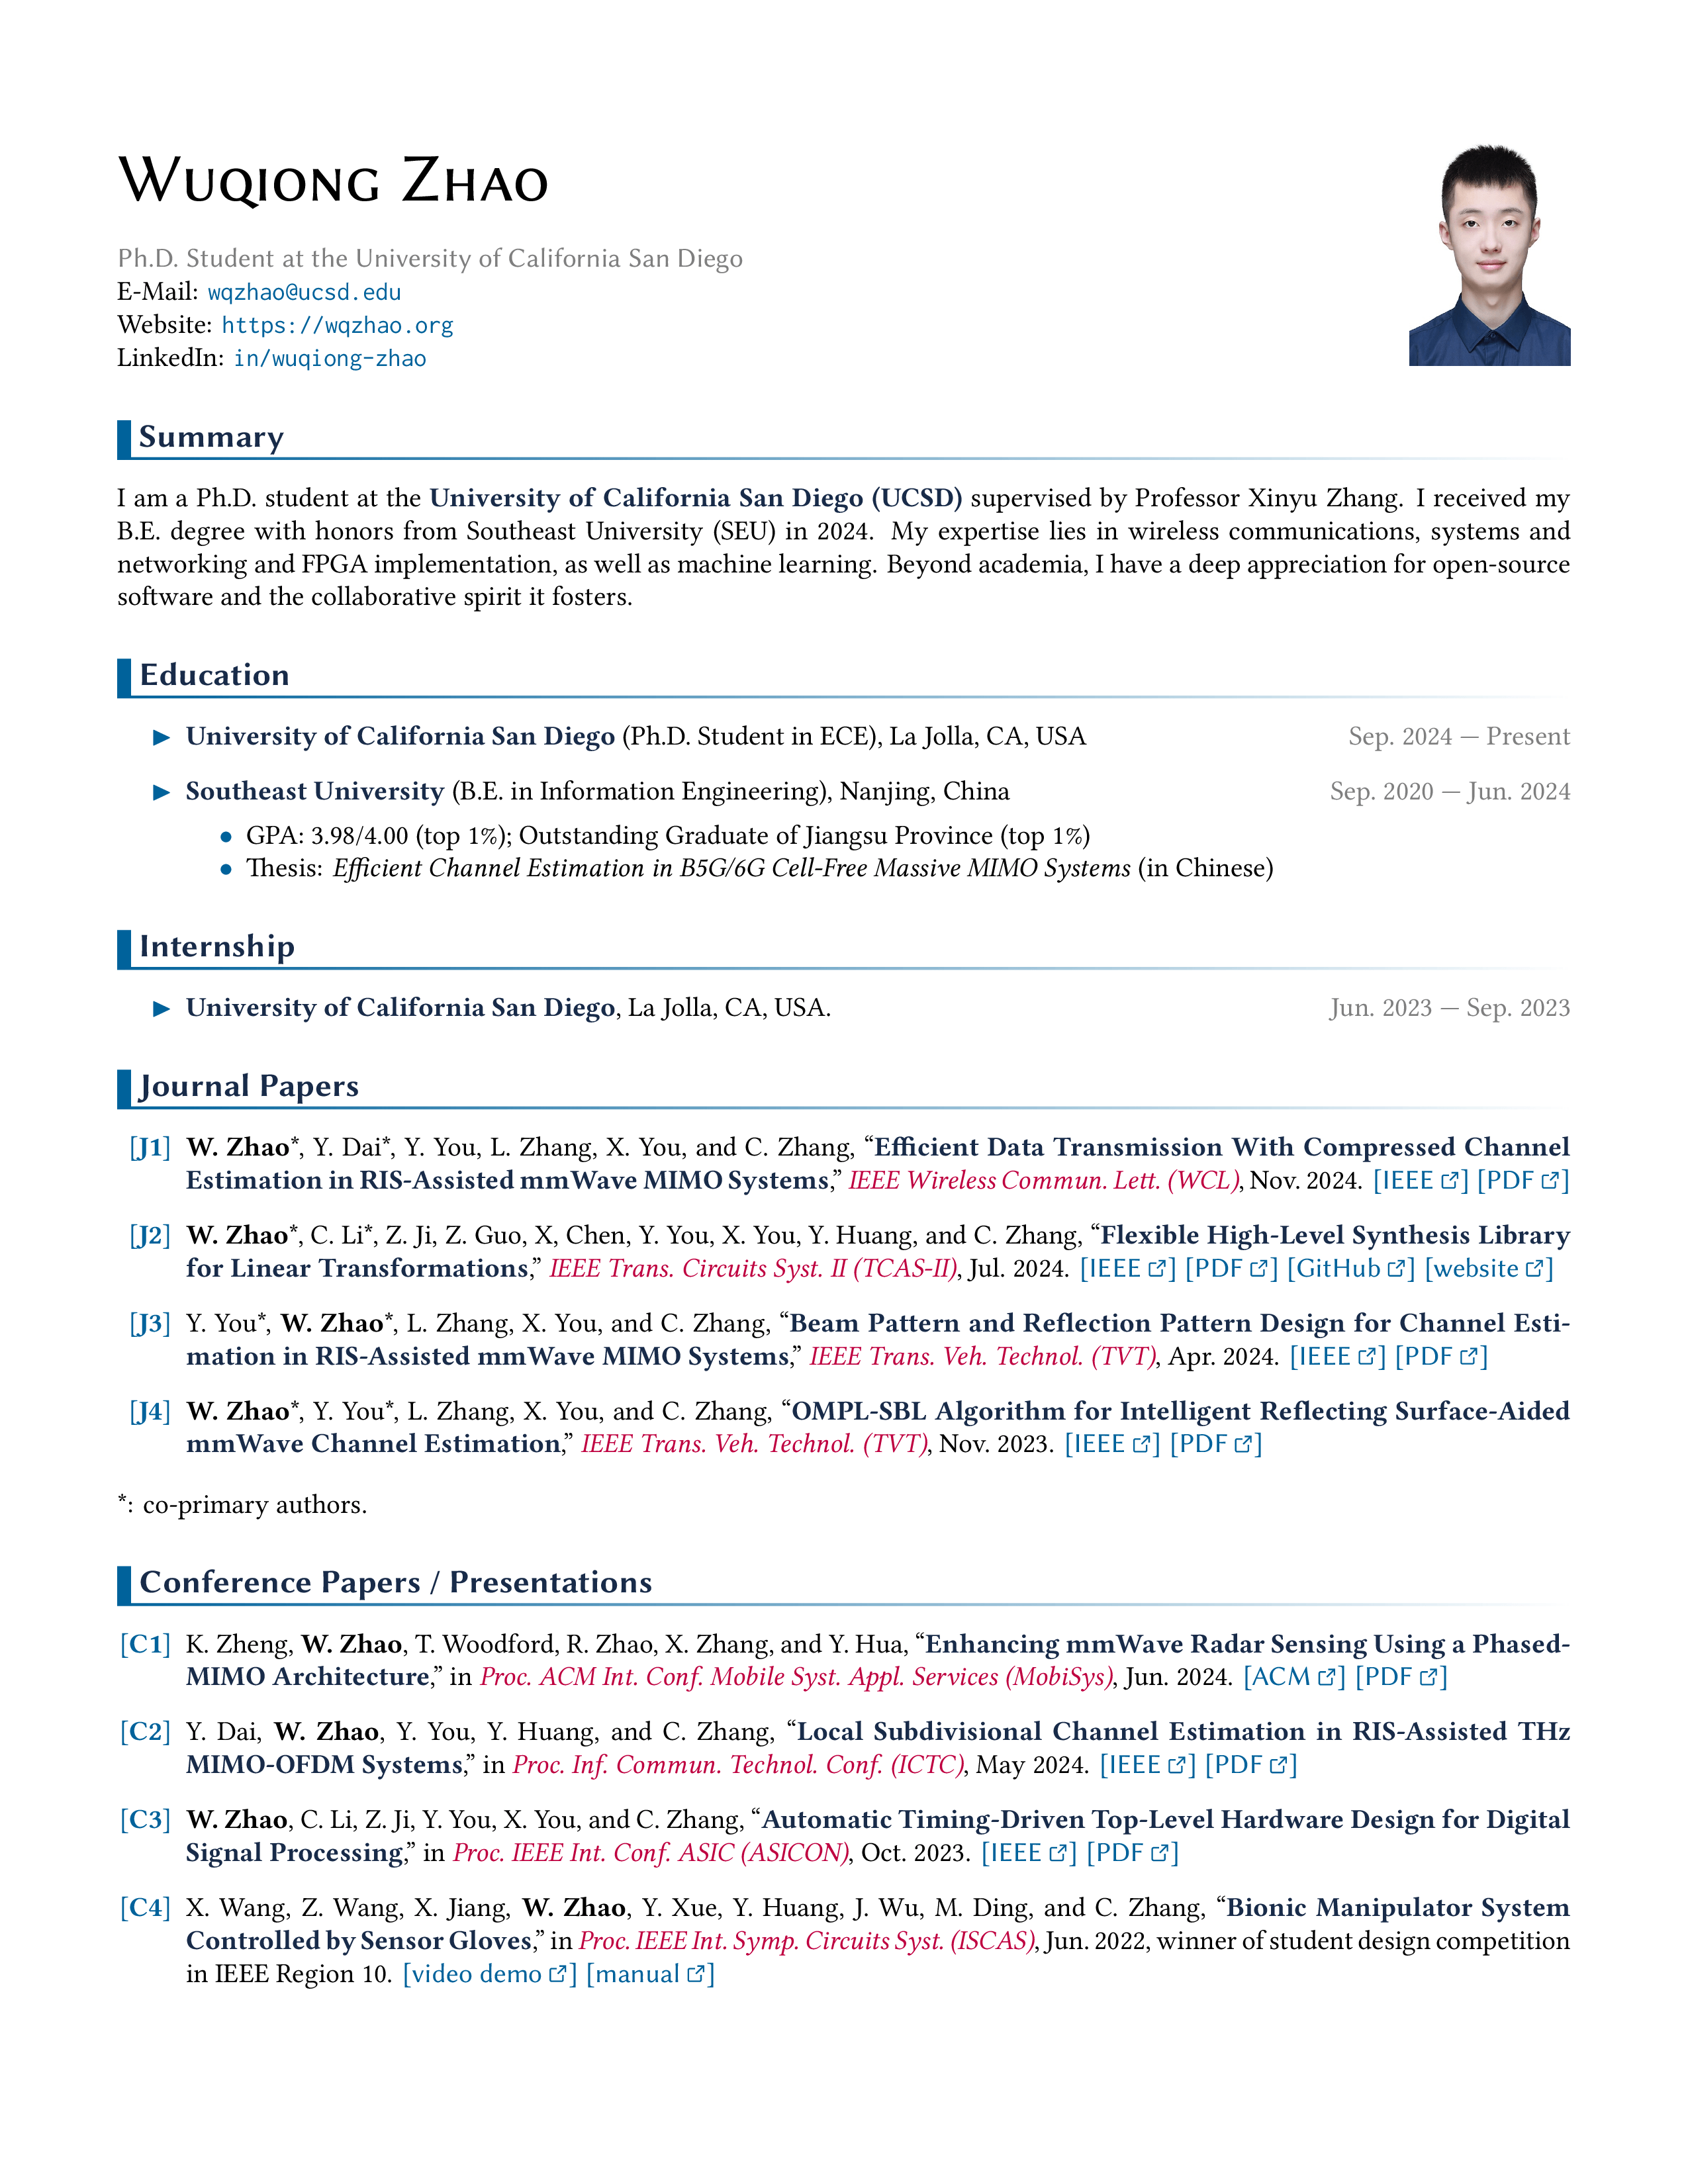 Wuqiong Zhao
Ph.D. Student at the University of California San Diego
E-Mail: wqzhao@ucsd.edu
Website: https://wqzhao.org
LinkedIn: in/wuqiong-zhao
Summary
I am a Ph.D. student at the University of California San Diego (UCSD) supervised by Professor Xinyu Zhang. I received my
B.E. degree with honors from Southeast University (SEU) in 2024. My expertise lies in wireless communications, systems and
networking and FPGA implementation, as well as machine learning. Beyond academia, I have a deep appreciation for open-source
software and the collaborative spirit it fosters.
Education
▶ University of California San Diego (Ph.D. Student in ECE), La Jolla, CA, USA Sep. 2024 — Present
▶ Southeast University (B.E. in Information Engineering), Nanjing, China Sep. 2020 — Jun. 2024
• GPA: 3.98/4.00 (top 1%); Outstanding Graduate of Jiangsu Province (top 1%)
• Thesis: Efficient Channel Estimation in B5G/6G Cell-Free Massive MIMO Systems (in Chinese)
Internship
▶ University of California San Diego, La Jolla, CA, USA. Jun. 2023 — Sep. 2023
Journal Papers
[J1] W. Zhao*, Y. Dai*, Y. You, L. Zhang, X. You, and C. Zhang, “Efficient Data Transmission With Compressed Channel
Estimation in RIS-Assisted mmWave MIMO Systems,” IEEE Wireless Commun. Lett. (WCL), Nov. 2024. [IEEE] [PDF]
[J2] W. Zhao*, C. Li*, Z. Ji, Z. Guo, X, Chen, Y. You, X. You, Y. Huang, and C. Zhang, “Flexible High-Level Synthesis Library
for Linear Transformations,” IEEE Trans. Circuits Syst. II (TCAS-II), Jul. 2024. [IEEE] [PDF] [GitHub] [website]
[J3] Y. You*, W. Zhao*, L. Zhang, X. You, and C. Zhang, “Beam Pattern and Reflection Pattern Design for Channel Esti-
mation in RIS-Assisted mmWave MIMO Systems,” IEEE Trans. Veh. Technol. (TVT), Apr. 2024. [IEEE] [PDF]
[J4] W. Zhao*, Y. You*, L. Zhang, X. You, and C. Zhang, “OMPL-SBL Algorithm for Intelligent Reflecting Surface-Aided
mmWave Channel Estimation,” IEEE Trans. Veh. Technol. (TVT), Nov. 2023. [IEEE] [PDF]
*: co-primary authors.
Conference Papers / Presentations
[C1] K. Zheng, W. Zhao, T. Woodford, R. Zhao, X. Zhang, and Y. Hua, “Enhancing mmWave Radar Sensing Using a Phased-
MIMO Architecture,” in Proc. ACM Int. Conf. Mobile Syst. Appl. Services (MobiSys), Jun. 2024. [ACM] [PDF]
[C2] Y. Dai, W. Zhao, Y. You, Y. Huang, and C. Zhang, “Local Subdivisional Channel Estimation in RIS-Assisted THz
MIMO-OFDM Systems,” in Proc. Inf. Commun. Technol. Conf. (ICTC), May 2024. [IEEE] [PDF]
[C3] W. Zhao, C. Li, Z. Ji, Y. You, X. You, and C. Zhang, “Automatic Timing-Driven Top-Level Hardware Design for Digital
Signal Processing,” in Proc. IEEE Int. Conf. ASIC (ASICON), Oct. 2023. [IEEE] [PDF]
[C4] X. Wang, Z. Wang, X. Jiang, W. Zhao, Y. Xue, Y. Huang, J. Wu, M. Ding, and C. Zhang, “Bionic Manipulator System
Controlled by Sensor Gloves,” in Proc. IEEE Int. Symp. Circuits Syst. (ISCAS), Jun. 2022, winner of student design competition
in IEEE Region 10. [video demo] [manual]